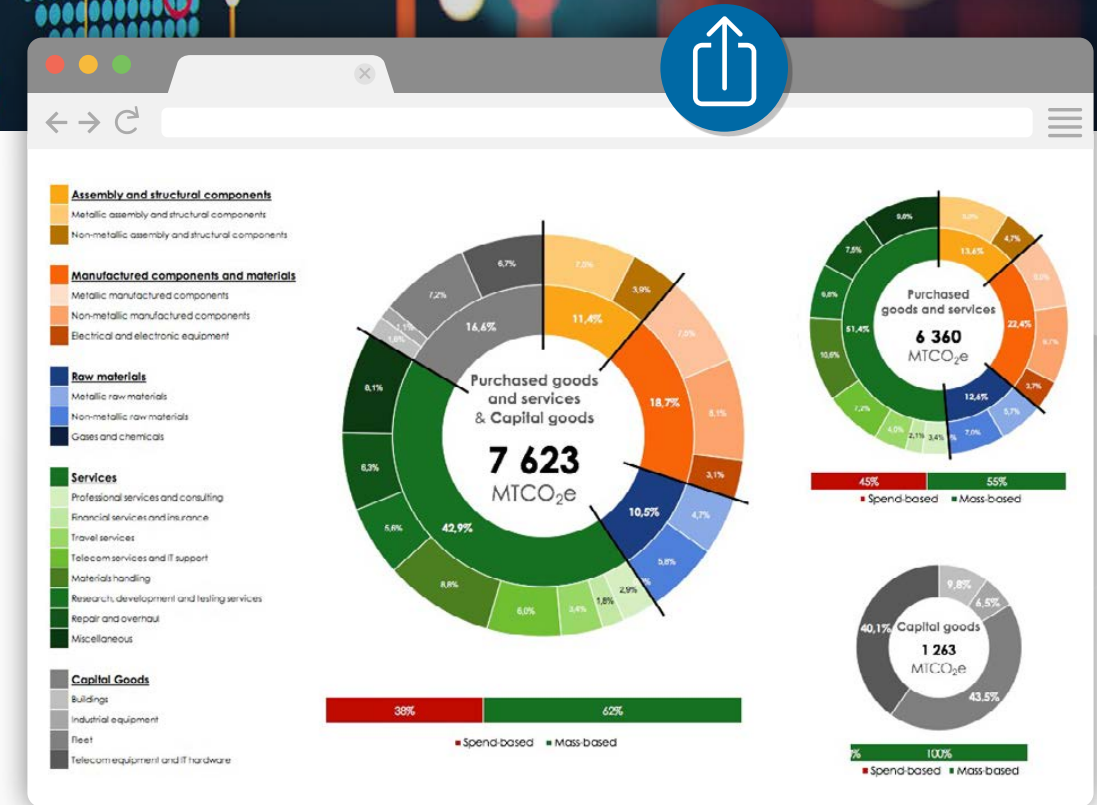 Assembly and structural components
Metallic assembly and structural components
Non-metallic assembly and structural components
Manufactured components and materials
Metallic manufactured components
Non-metallic manufactured components
Electrical and electronic equipment
Raw materials
Metallic raw materials
Non-metallic raw materials
Gases and chemicals
Services
Professional services and consulting
Financial services and insurance
Travel services
Telecom services and IT support
Materials handling
Research, development and testing services
Repair and overhaul
Miscellaneous
Capital Goods
Buildings
Industrial equipment
Fleet
Telecom equipment and IT hardware
Purchased goods
and services
& Capital goods
7 623
MTCO₂e
11,4%
18,7%
10,5%
42,9%
16,6%
3,9%
3,1%
4,7%
5,8%
2,9%
1,8%
3,4%
6,0%
8,8%
5,6%
6,3%
8,1%
7,2%
6,7%
38%
62%
Spend-based
Mass-based
Purchased
goods and services
6 360
MTCO₂e
13,6%
22,4%
12,6%
51,4%
4,7%
9,7%
3,7%
5,7%
7,0%
3,4%
2,1%
4,0%
7,2%
10,6%
7,5%
45%
55%
Spend-based
Mass-based
Capital goods
1 263
MTCO₂e
9,8%
6,5%
43,5%
40,1%
%
100%
Spend-based
Mass-based